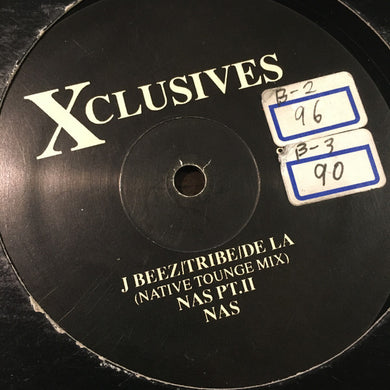 XCLUSIVES
B-2
96
B-3
90
J BEEZ/TRIBE/DE LA
(NATIVE TOUNGE MIX)
NAS PT.II
NAS